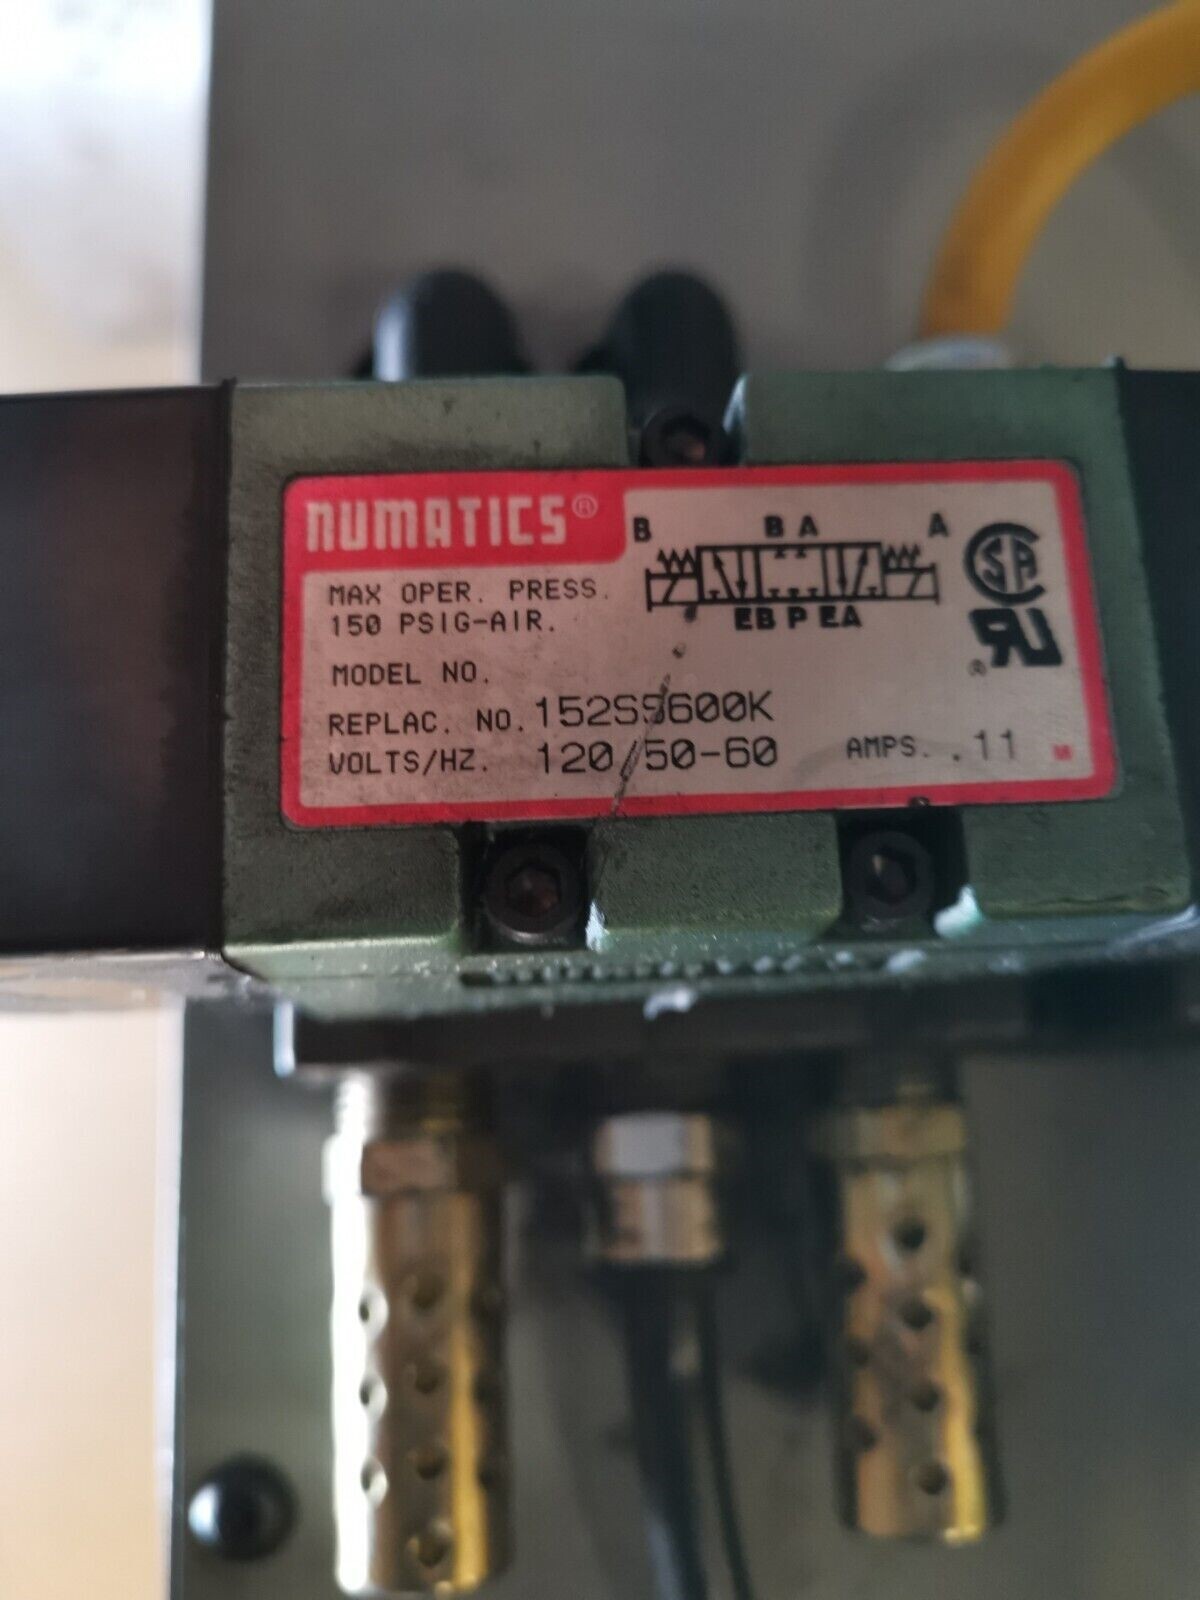 NUMATICS®
B B A A
EB P EA
MAX OPER. PRESS.
150 PSIG-AIR.
MODEL NO.
REPLAC. NO. 152SS600K
VOLTS/HZ. 120/50-60 AMPS. .11 M
SA
®